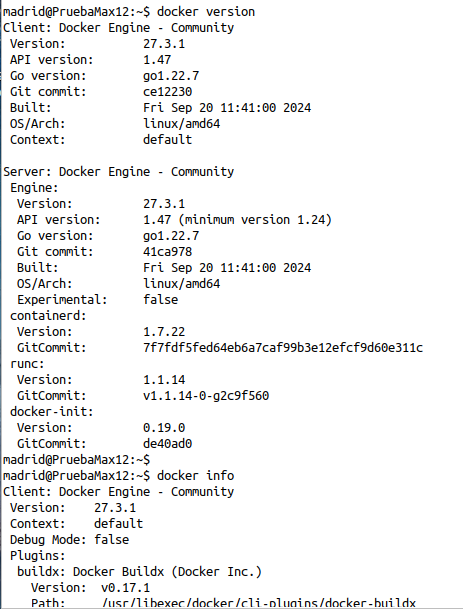 madrid@PruebaMax12:~$ docker version
Client: Docker Engine - Community
 Version:           27.3.1
 API version:       1.47
 Go version:        go1.22.7
 Git commit:        ce12230
 Built:             Fri Sep 20 11:41:00 2024
 OS/Arch:           linux/amd64
 Context:           default

Server: Docker Engine - Community
 Engine:
  Version:          27.3.1
  API version:      1.47 (minimum version 1.24)
  Go version:       go1.22.7
  Git commit:       41ca978
  Built:            Fri Sep 20 11:41:00 2024
  OS/Arch:          linux/amd64
  Experimental:     false
 containerd:
  Version:          1.7.22
  GitCommit:        7f7fdf5fed64eb6a7caf99b3e12efcf9d60e311c
 runc:
  Version:          1.1.14
  GitCommit:        v1.1.14-0-g2c9f560
 docker-init:
  Version:          0.19.0
  GitCommit:        de40ad0
madrid@PruebaMax12:~$
madrid@PruebaMax12:~$ docker info
Client: Docker Engine - Community
 Version:    27.3.1
 Context:    default
 Debug Mode: false
 Plugins:
  buildx: Docker Buildx (Docker Inc.)
    Version:  v0.17.1
    Path:     /usr/libexec/docker/cli-plugins/docker-buildx